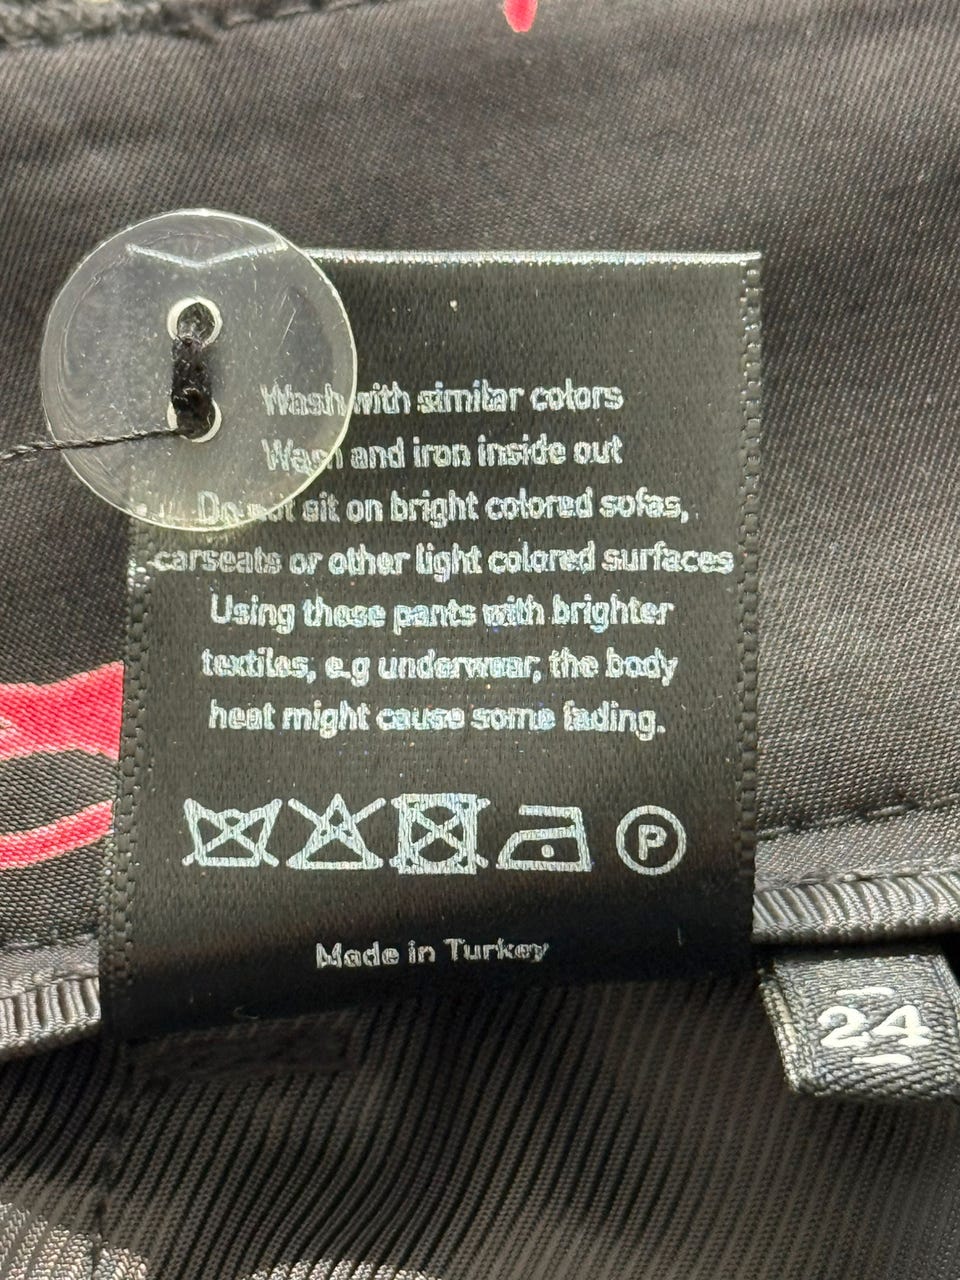 Wash with similar colors
Wash and iron inside out
Do not sit on bright colored sofas,
carseats or other light colored surfaces
Using these pants with brighter
textiles, e.g underwear, the body
heat might cause some fading.
P
Made in Turkey
24